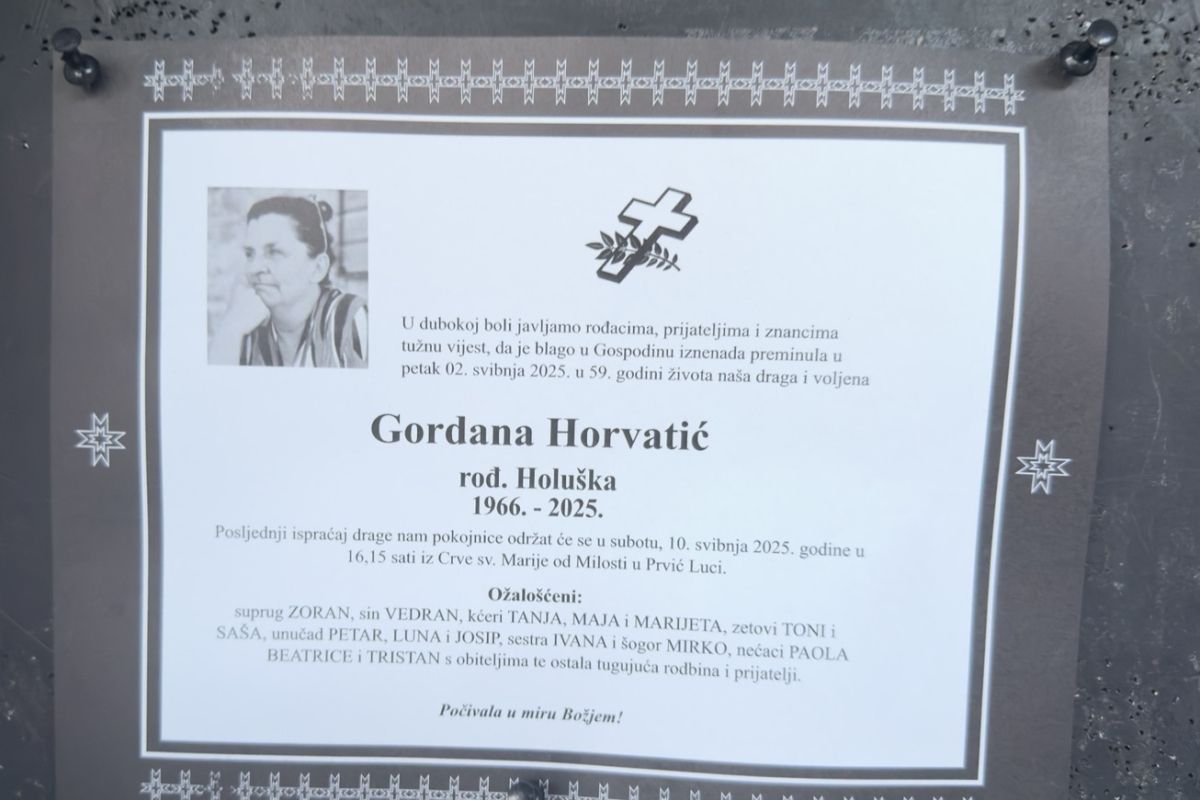 U dubokoj boli javljamo rođacima, prijateljima i znancima
tužnu vijest, da je blago u Gospodinu iznenada preminula u
petak 02. svibnja 2025. u 59. godini života naša draga i voljena
Gordana Horvatić
rođ. Holuška
1966. - 2025.
Posljednji ispraćaj drage nam pokojnice održat će se u subotu, 10. svibnja 2025. godine u
16,15 sati iz Crve sv. Marije od Milosti u Prvić Luci.
Ožalošćeni:
suprug ZORAN, sin VEDRAN, kćeri TANJA, MAJA i MARIJETA, zetovi TONI i
SAŠA, unučad PETAR, LUNA i JOSIP, sestra IVANA i šogor MIRKO, nećaci PAOLA
BEATRICE i TRISTAN s obiteljima te ostala tugujuća rodbina i prijatelji.
Počivala u miru Božjem!